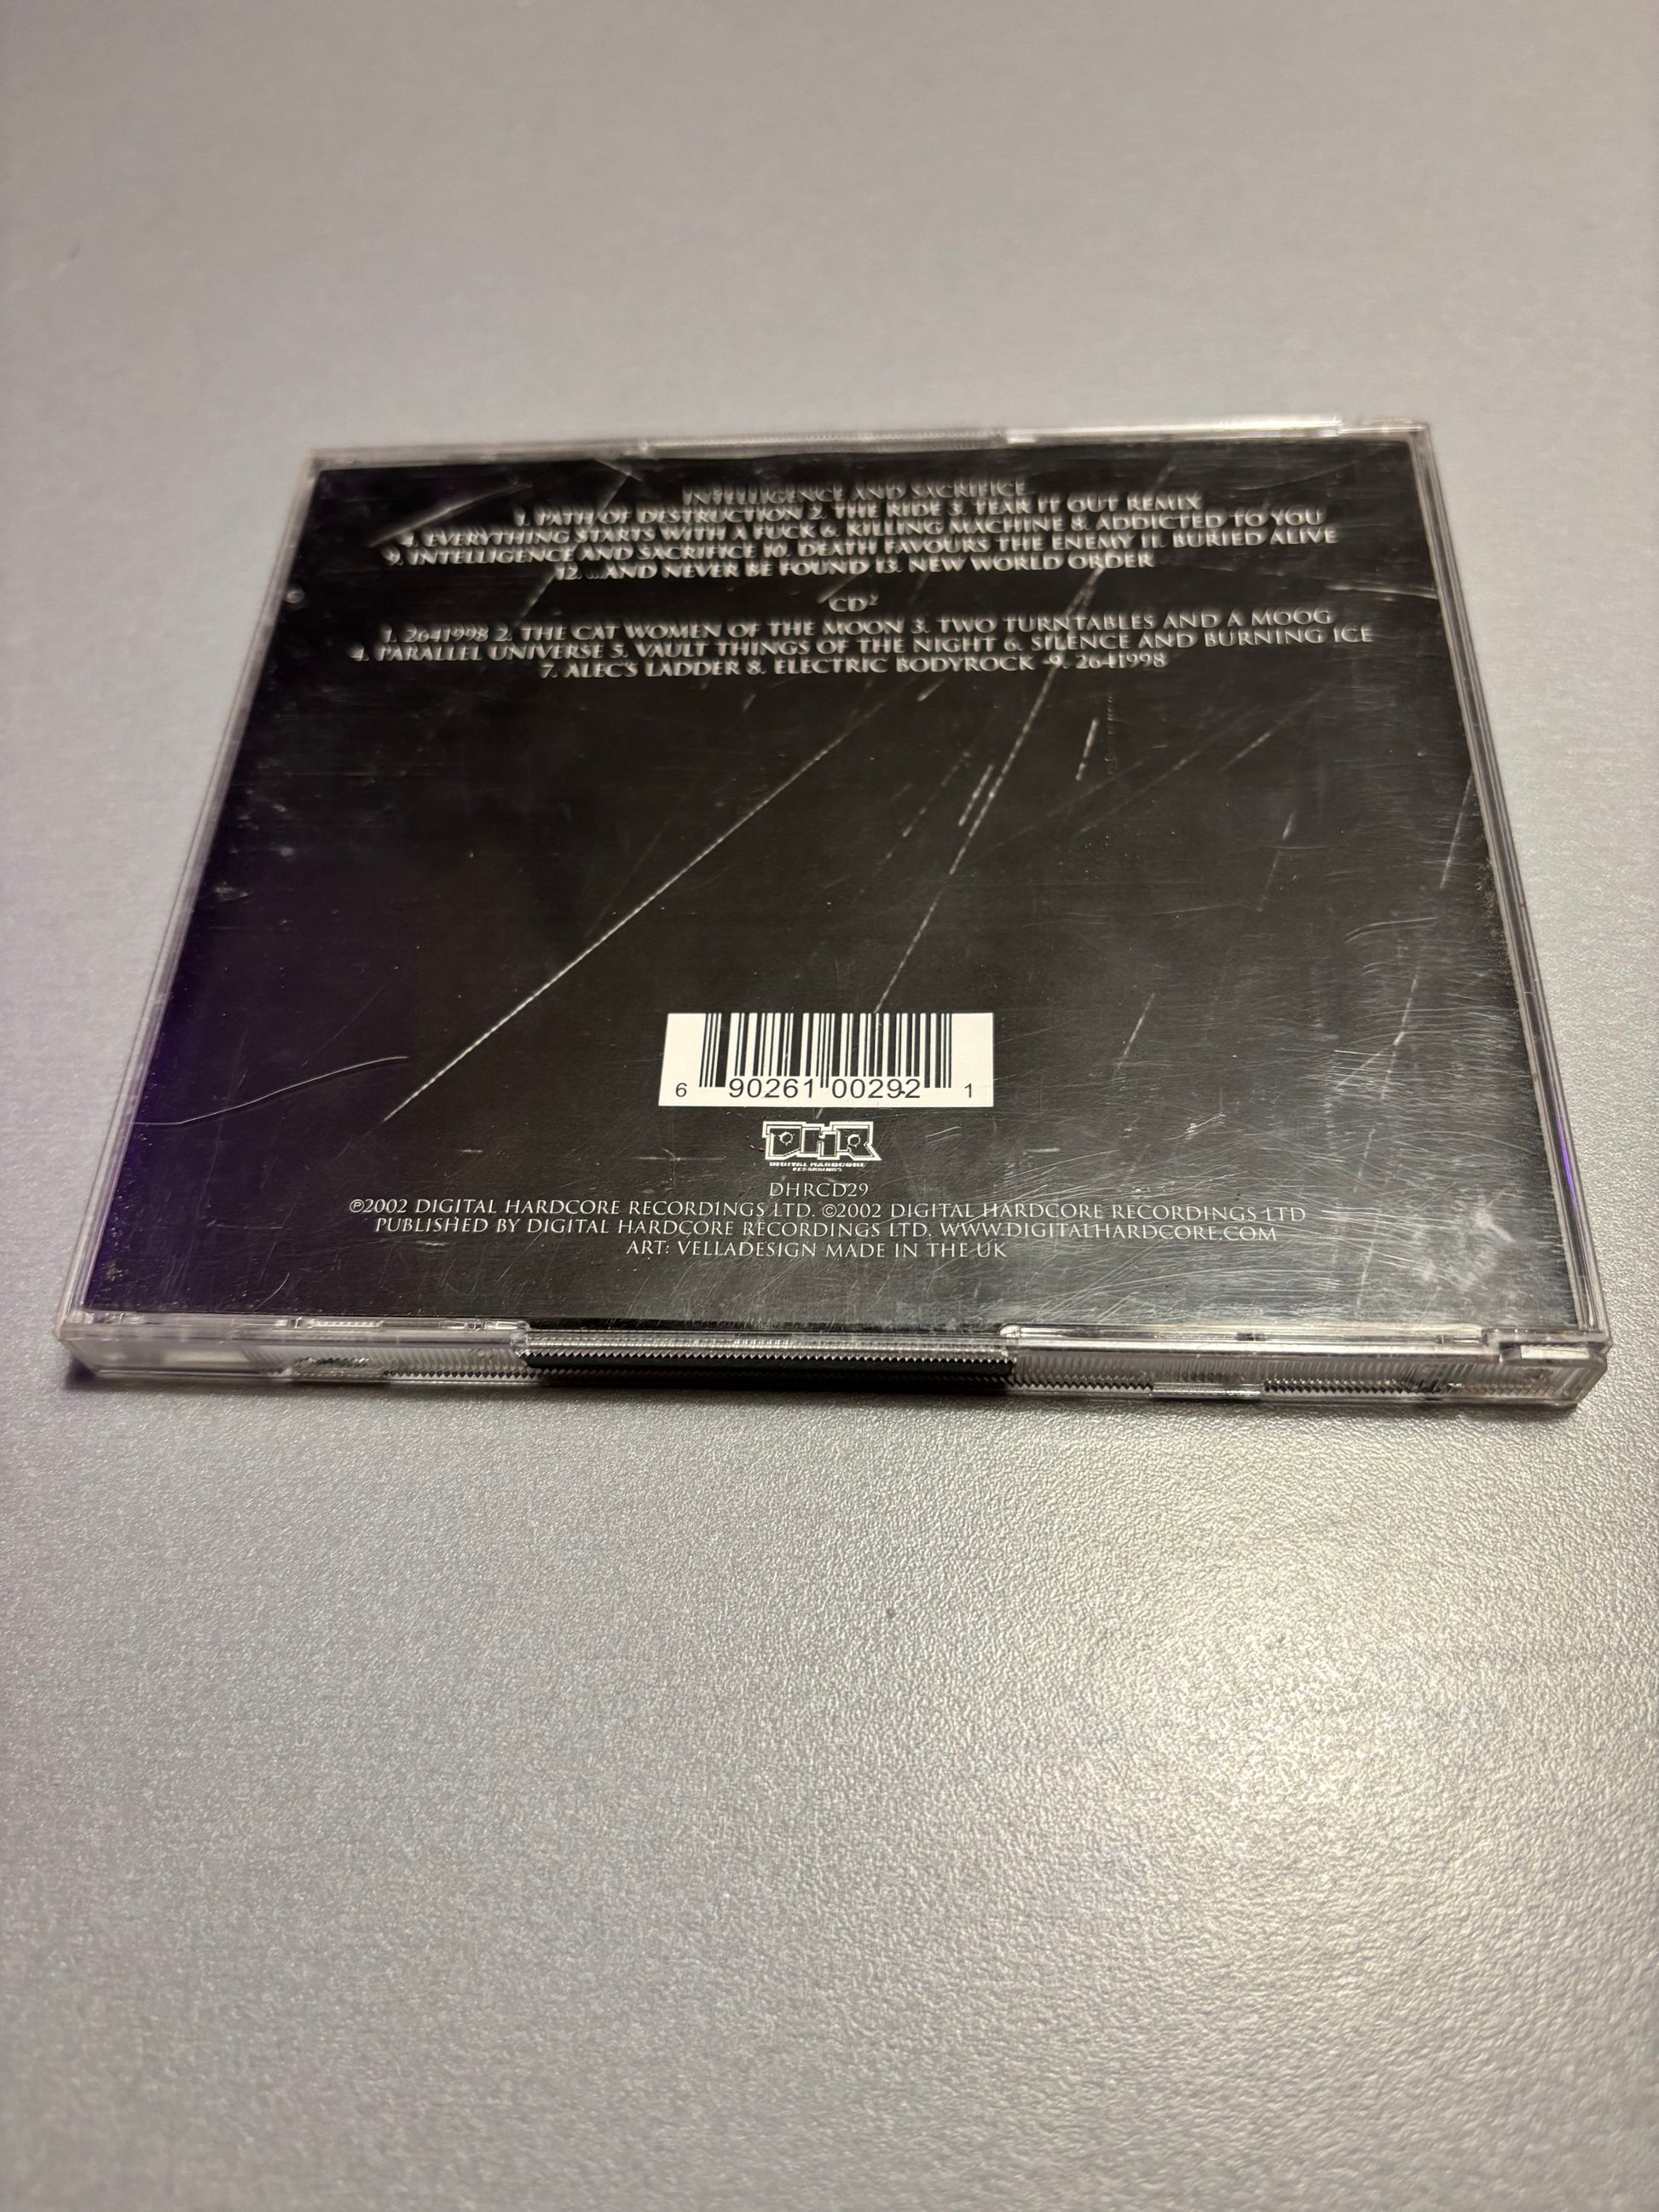 INTELLIGENCE AND SACRIFICE
1. PATH OF DESTRUCTION 2. THE RIDE 3. TEAR IT OUT REMIX
4. EVERYTHING STARTS WITH A FUCK 6. KILLING MACHINE 8. ADDICTED TO YOU
9. INTELLIGENCE AND SACRIFICE 10. DEATH FAVOURS THE ENEMY 11. BURIED ALIVE
12. ...AND NEVER BE FOUND 13. NEW WORLD ORDER
CD²
1. 2641998 2. THE CAT WOMEN OF THE MOON 3. TWO TURNTABLES AND A MOOG
4. PARALLEL UNIVERSE 5. VAULT THINGS OF THE NIGHT 6. SILENCE AND BURNING ICE
7. ALEC'S LADDER 8. ELECTRIC BODYROCK 9. 2641998
6 90261 00292 1
DHR
DIGITAL HARDCORE
RECORDINGS
DHRCD29
℗2002 DIGITAL HARDCORE RECORDINGS LTD. ©2002 DIGITAL HARDCORE RECORDINGS LTD
PUBLISHED BY DIGITAL HARDCORE RECORDINGS LTD. WWW.DIGITALHARDCORE.COM
ART: VELLADESIGN MADE IN THE UK